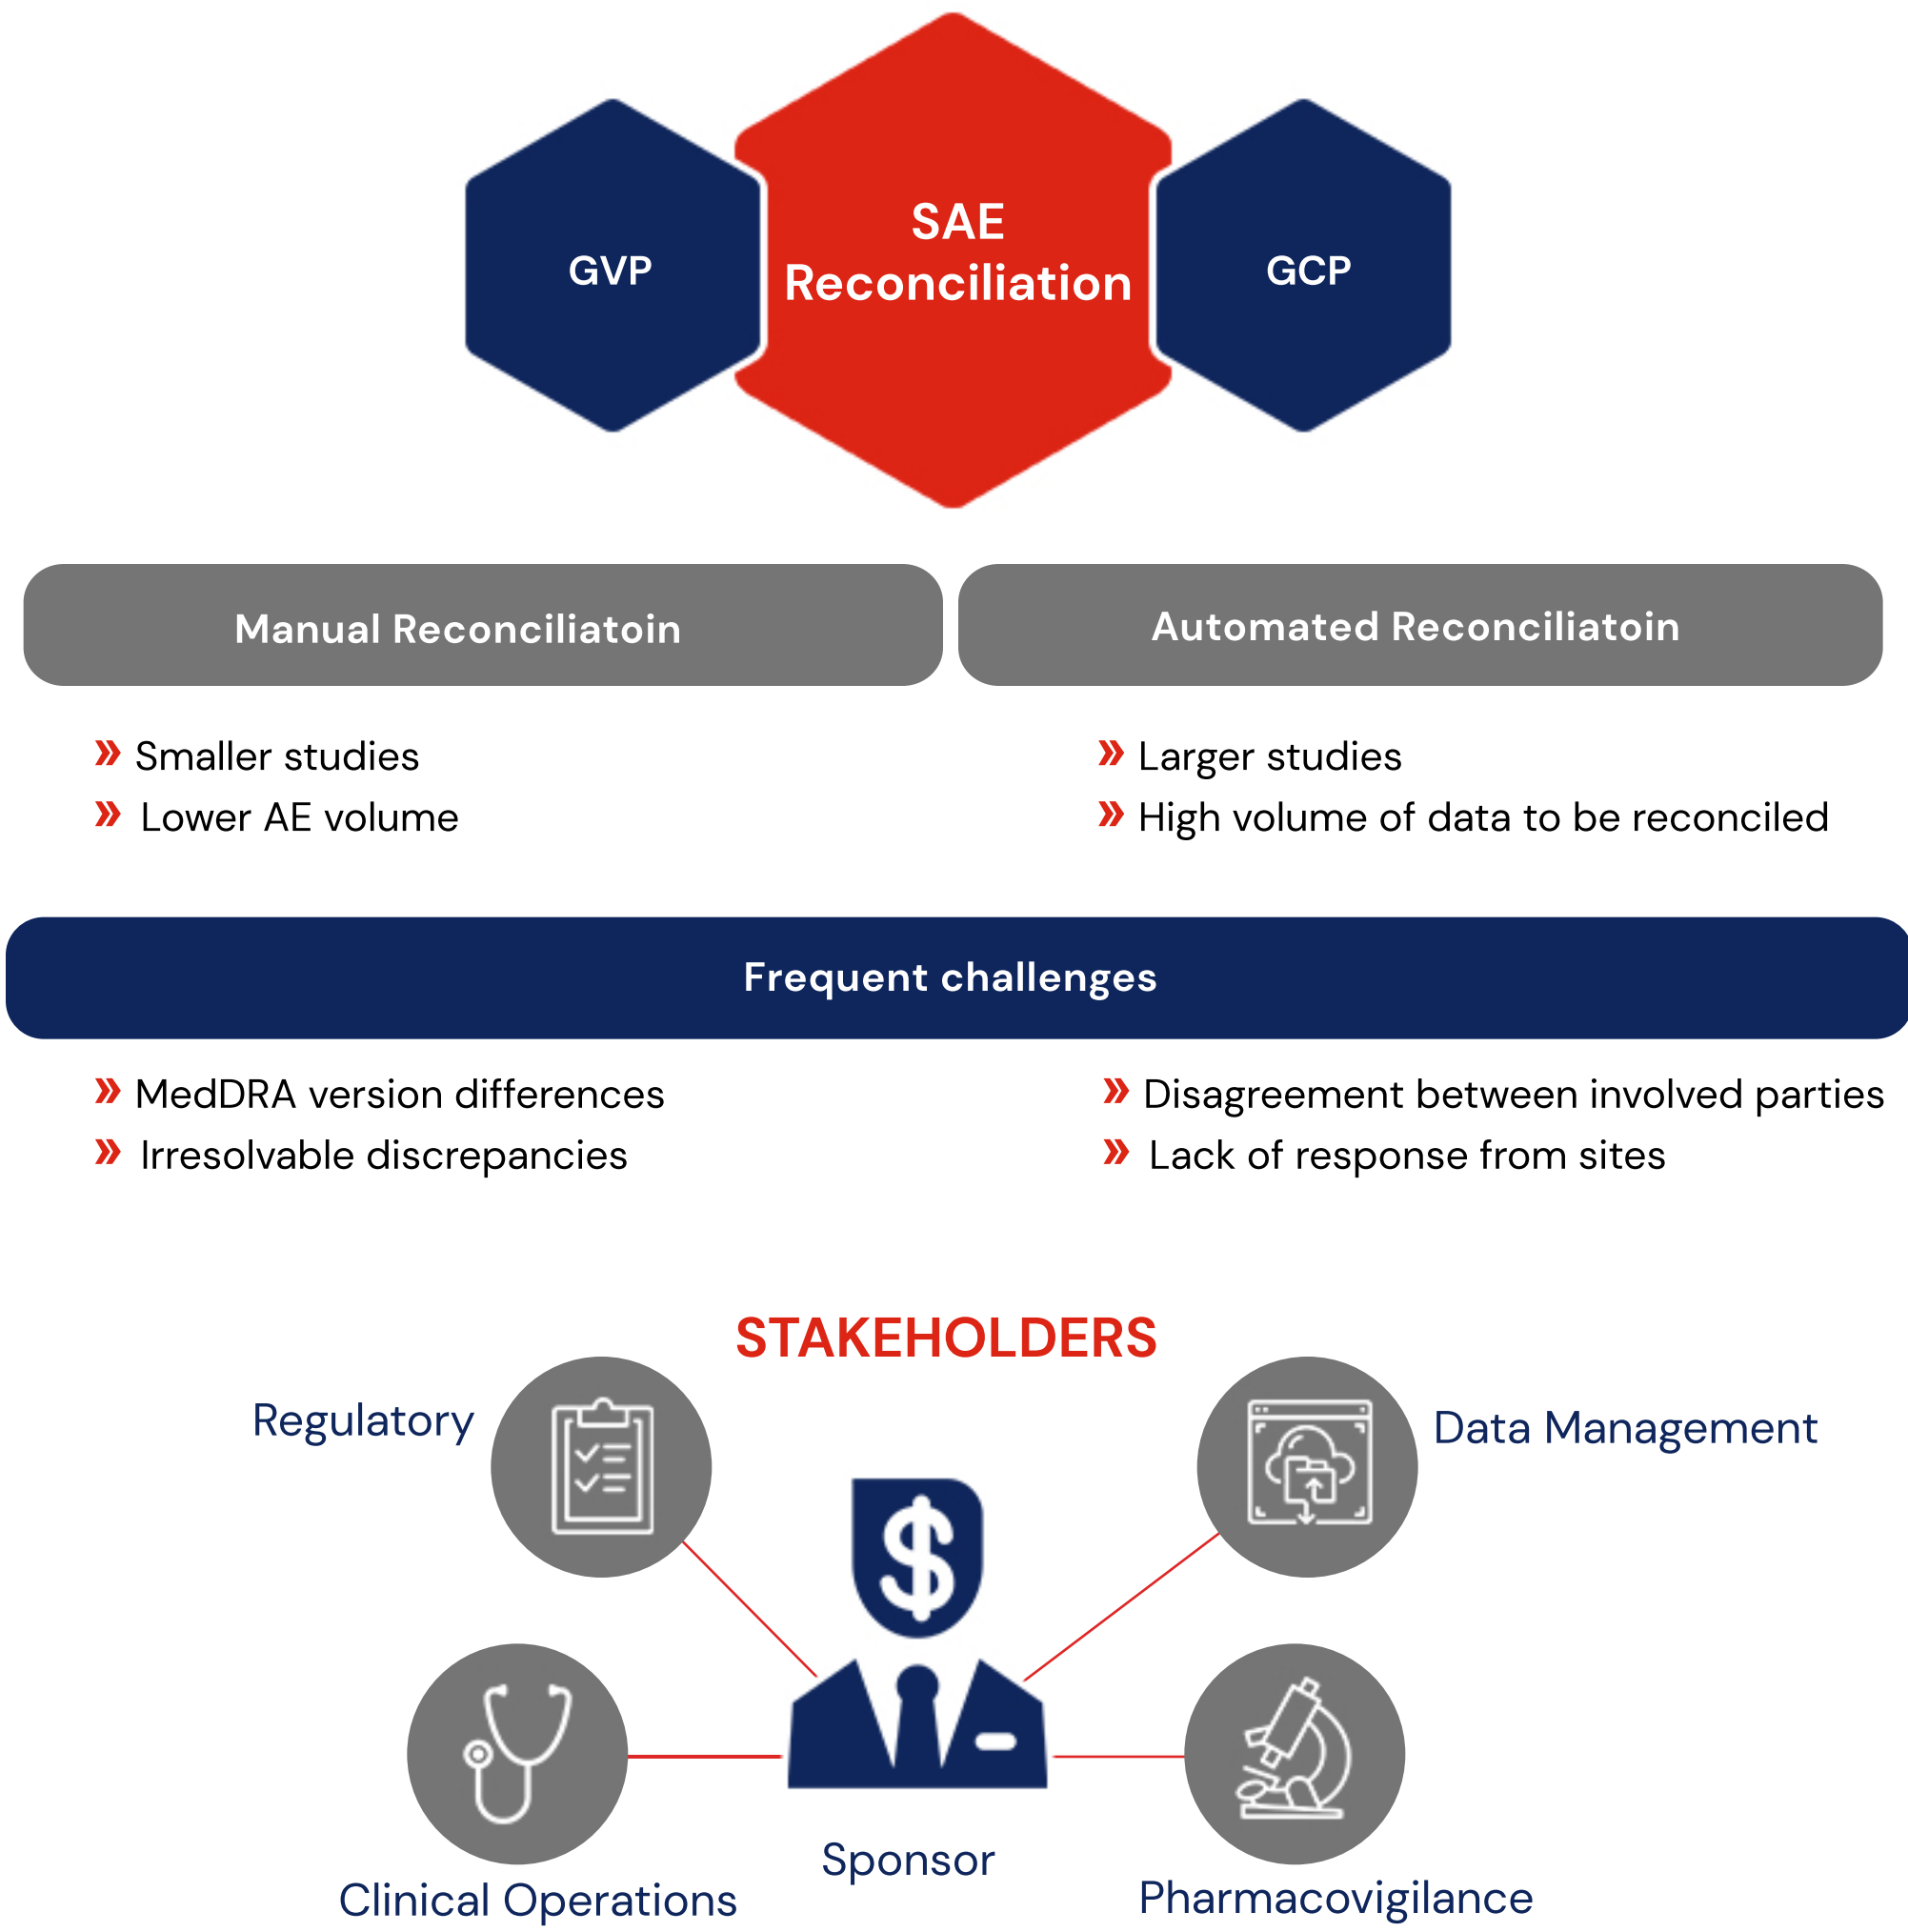 GVP
SAE
Reconciliation
GCP
Manual Reconciliatoin
Automated Reconciliatoin
» Smaller studies
» Lower AE volume
» Larger studies
» High volume of data to be reconciled
Frequent challenges
» MedDRA version differences
» Irresolvable discrepancies
» Disagreement between involved parties
» Lack of response from sites
STAKEHOLDERS
Regulatory
Data Management
$
Clinical Operations
Sponsor
Pharmacovigilance